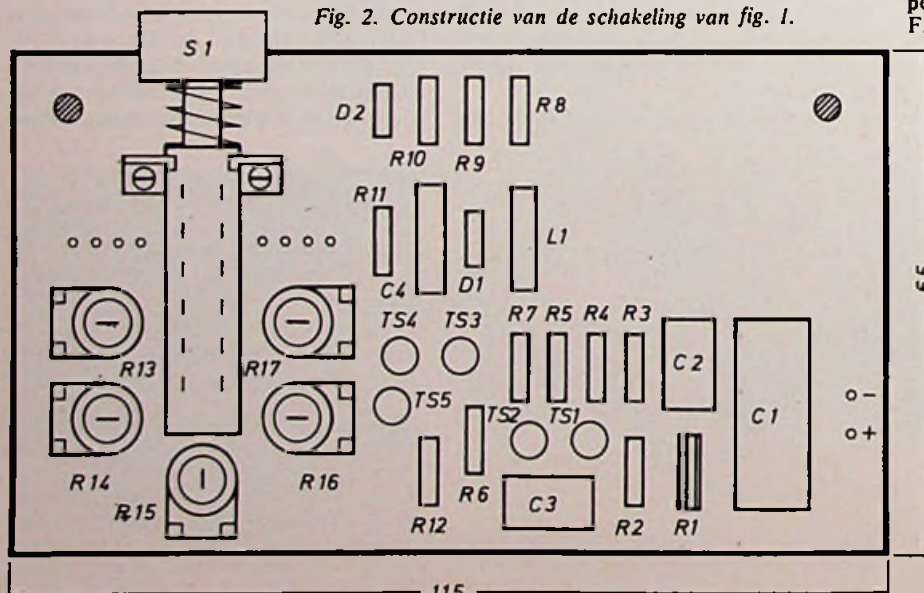 Fig. 2. Constructie van de schakeling van fig. 1.
S1
D2
R10
R9
R8
R11
C4
D1
L1
TS4
TS3
R7
R5
R4
R3
R13
R17
C2
C1
TS5
TS2
TS1
-
+
R14
R15
R16
R12
R6
C3
R2
R1
115